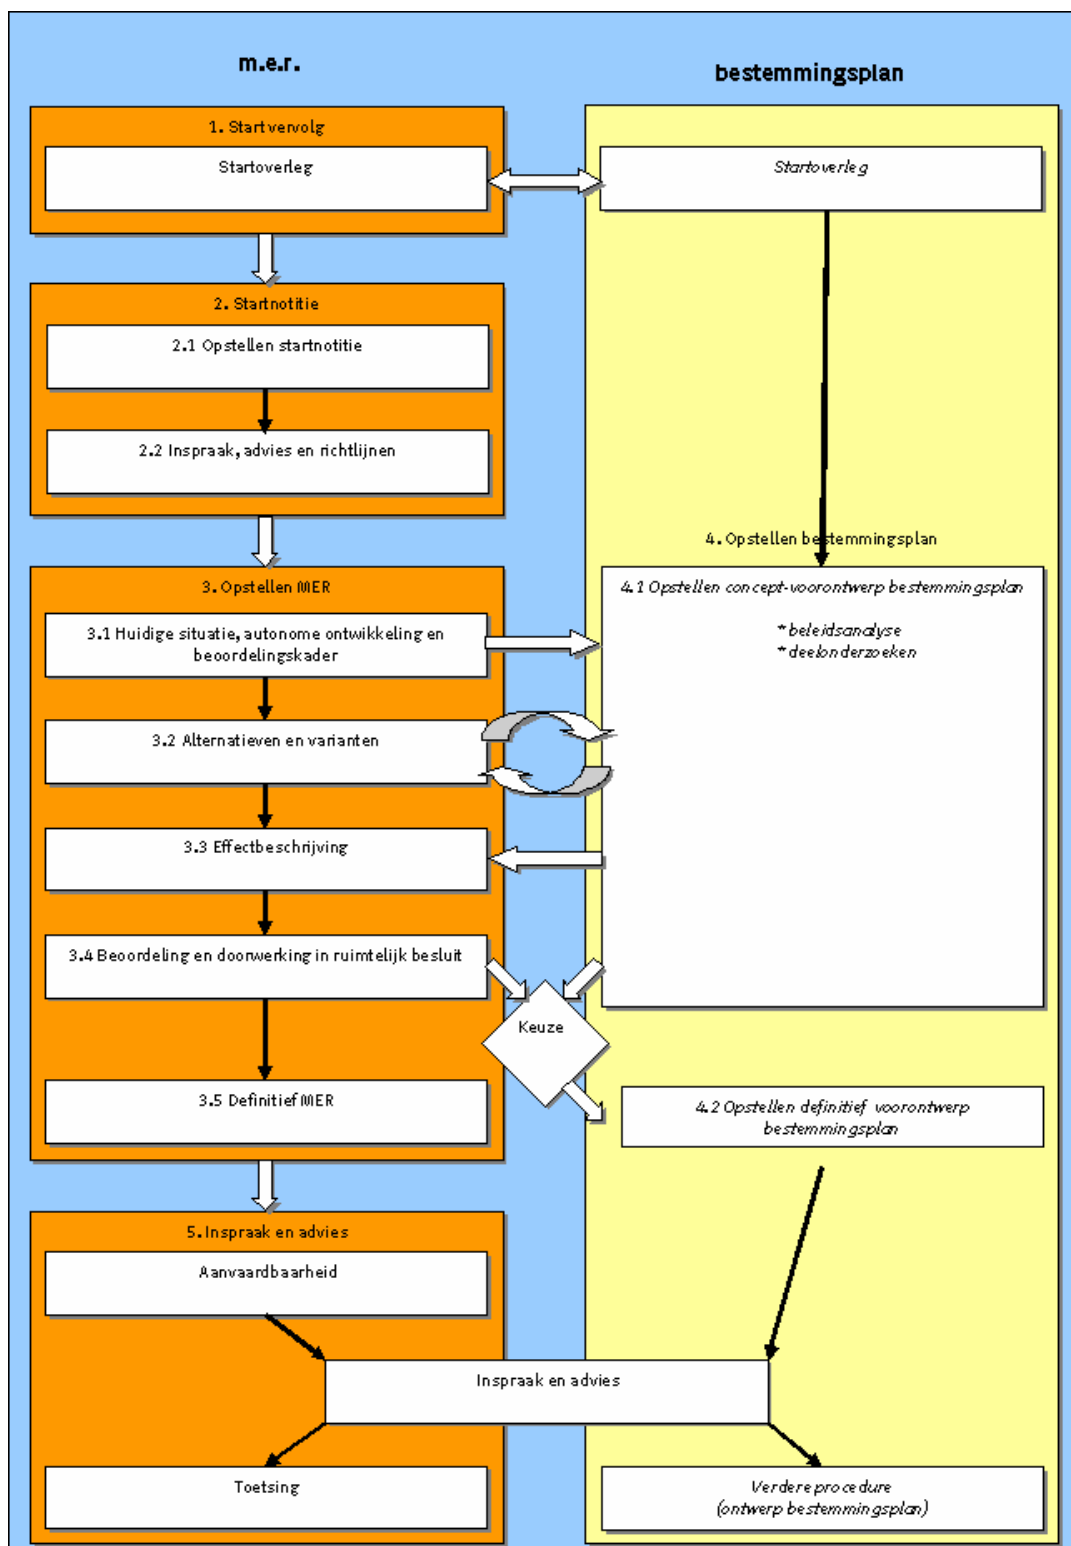 m.e.r.
bestemmingsplan
1. Startvervolg
Startoverleg
Startoverleg
2. Startnotitie
2.1 Opstellen startnotitie
2.2 Inspraak, advies en richtlijnen
4. Opstellen bestemmingsplan
3. Opstellen MER
4.1 Opstellen concept-voorontwerp bestemmingsplan
* beleidsanalyse
* deelonderzoeken
3.1 Huidige situatie, autonome ontwikkeling en
beoordelingskader
3.2 Alternatieven en varianten
3.3 Effectbeschrijving
3.4 Beoordeling en doorwerking in ruimtelijk besluit
Keuze
3.5 Definitief MER
4.2 Opstellen definitief voorontwerp
bestemmingsplan
5. Inspraak en advies
Aanvaardbaarheid
Inspraak en advies
Toetsing
Verdere procedure
(ontwerp bestemmingsplan)